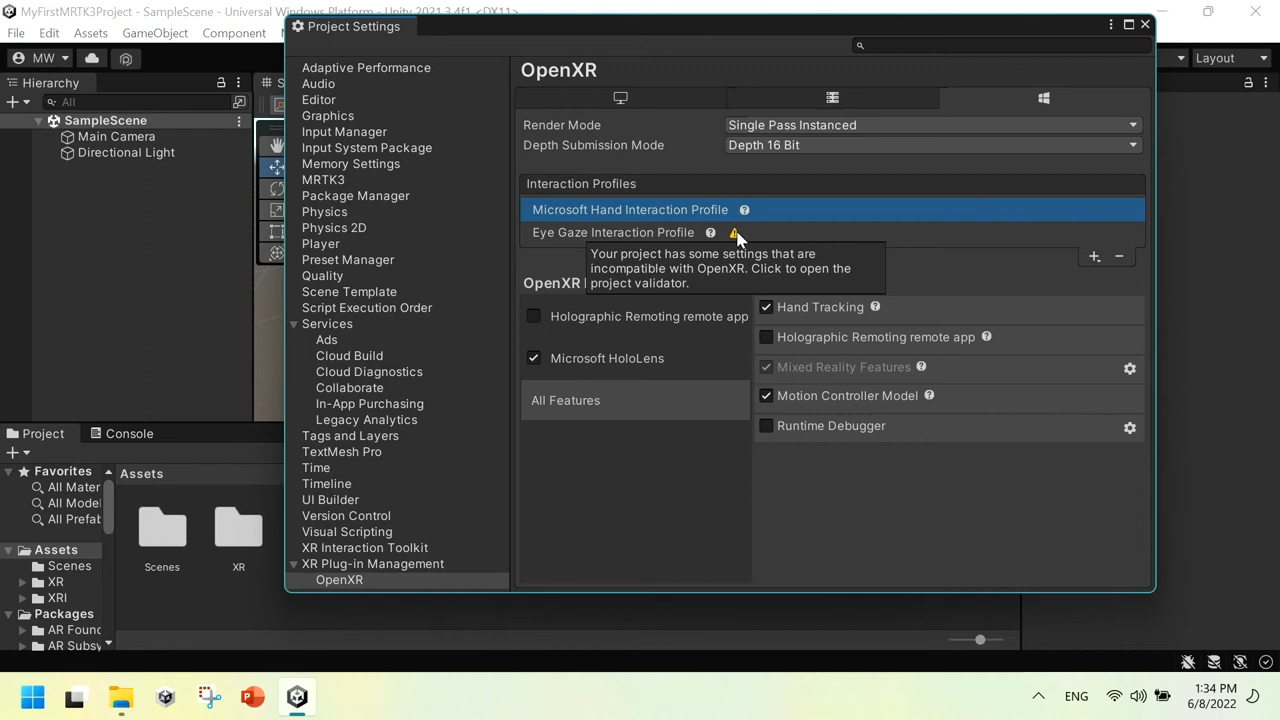 MyFirstMRTK3Project - SampleScene - Universal Windows Platform - Unity 2021.3.4f1 <DX11>
File Edit Assets GameObject Component
MW
Layout
Hierarchy
All
SampleScene
Main Camera
Directional Light
Project Settings
Adaptive Performance
Audio
Editor
Graphics
Input Manager
Input System Package
Memory Settings
MRTK3
Package Manager
Physics
Physics 2D
Player
Preset Manager
Quality
Scene Template
Script Execution Order
Services
Ads
Cloud Build
Cloud Diagnostics
Collaborate
In-App Purchasing
Legacy Analytics
Tags and Layers
TextMesh Pro
Time
Timeline
UI Builder
Version Control
Visual Scripting
XR Interaction Toolkit
XR Plug-in Management
OpenXR
OpenXR
Render Mode Single Pass Instanced
Depth Submission Mode Depth 16 Bit
Interaction Profiles
Microsoft Hand Interaction Profile
Eye Gaze Interaction Profile
Your project has some settings that are
incompatible with OpenXR. Click to open the
project validator.
OpenXR
Holographic Remoting remote app
Microsoft HoloLens
All Features
Hand Tracking
Holographic Remoting remote app
Mixed Reality Features
Motion Controller Model
Runtime Debugger
Project Console
Favorites
All Mater
All Model
All Prefab
Assets
Scenes
XR
XRI
Packages
AR Found
AR Subsy
Assets
Scenes
XR
ENG
1:34 PM
6/8/2022